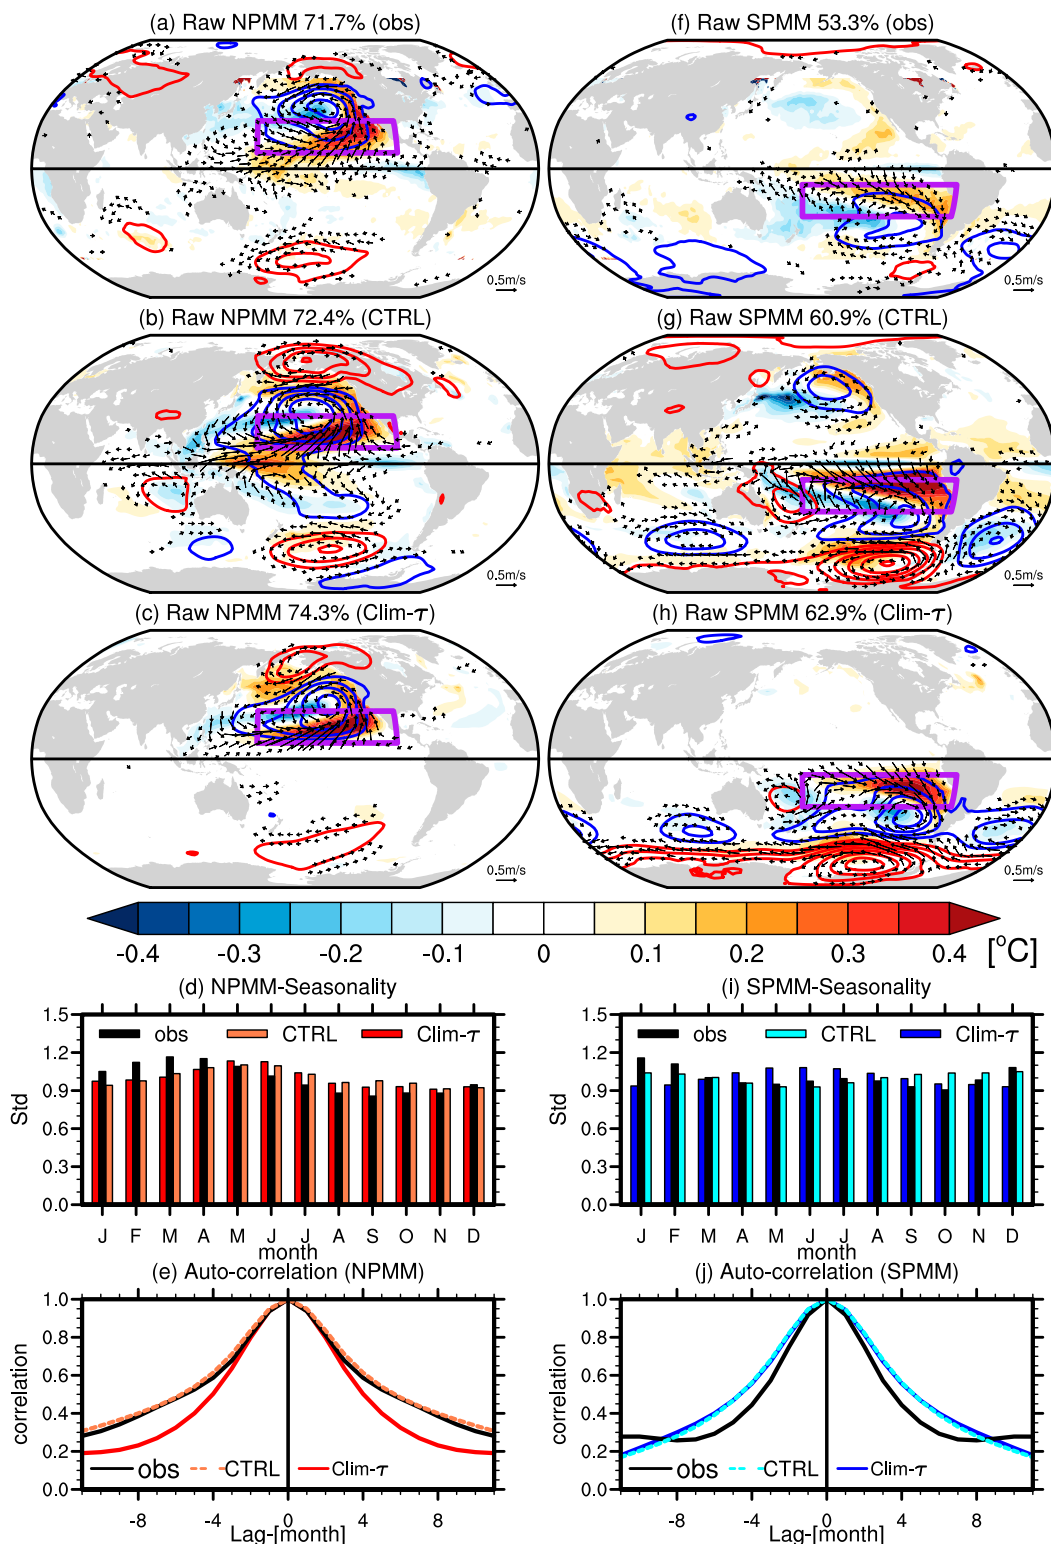 (a) Raw NPMM 71.7% (obs)
(f) Raw SPMM 53.3% (obs)
0.5m/s
0.5m/s
(b) Raw NPMM 72.4% (CTRL)
(g) Raw SPMM 60.9% (CTRL)
0.5m/s
0.5m/s
(c) Raw NPMM 74.3% (Clim-τ)
(h) Raw SPMM 62.9% (Clim-τ)
0.5m/s
0.5m/s
-0.4 -0.3 -0.2 -0.1 0 0.1 0.2 0.3 0.4 [°C]
(d) NPMM-Seasonality
1.5
1.2
0.9
0.6
0.3
0.0
Std
obs CTRL Clim-τ
J F M A M J J A S O N D
month
(i) SPMM-Seasonality
1.5
1.2
0.9
0.6
0.3
0.0
Std
obs CTRL Clim-τ
J F M A M J J A S O N D
month
(e) Auto-correlation (NPMM)
1.0
0.8
0.6
0.4
0.2
0.0
correlation
obs CTRL Clim-τ
-8 -4 0 4 8
Lag-[month]
(j) Auto-correlation (SPMM)
1.0
0.8
0.6
0.4
0.2
0.0
correlation
obs CTRL Clim-τ
-8 -4 0 4 8
Lag-[month]